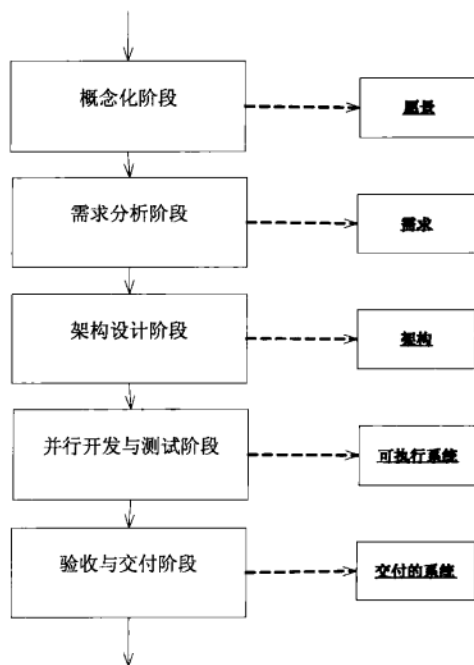 概念化阶段
愿景
需求分析阶段
需求
架构设计阶段
架构
并行开发与测试阶段
可执行系统
验收与交付阶段
交付的系统